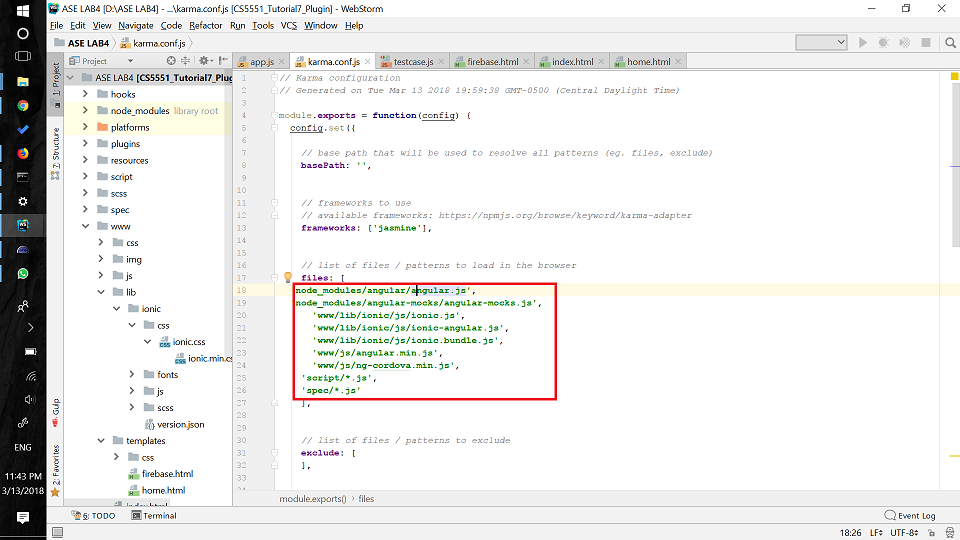 ASE LAB4 [D:\ASE LAB4] - ...\karma.conf.js [CS5551_Tutorial7_Plugin] - WebStorm
File Edit View Navigate Code Refactor Run Tools VCS Window Help
ASE LAB4 karma.conf.js
Project
app.js karma.conf.js testcase.js firebase.html index.html home.html
1: Project
7: Structure
Gulp
2: Favorites
ASE LAB4 [CS5551_Tutorial7_Plug
hooks
node_modules library root
platforms
plugins
resources
script
scss
spec
www
css
img
js
lib
ionic
css
ionic.css
ionic.min.cs
fonts
js
scss
version.json
templates
css
firebase.html
home.html
index.html
1 // Karma configuration
2 // Generated on Tue Mar 13 2018 19:59:38 GMT-0500 (Central Daylight Time)
3
4 module.exports = function(config) {
5 config.set({
6
7 // base path that will be used to resolve all patterns (eg. files, exclude)
8 basePath: '',
9
10
11 // frameworks to use
12 // available frameworks: https://npmjs.org/browse/keyword/karma-adapter
13 frameworks: ['jasmine'],
14
15
16 // list of files / patterns to load in the browser
17 files: [
18 'node_modules/angular/angular.js',
19 'node_modules/angular-mocks/angular-mocks.js',
20 'www/lib/ionic/js/ionic.js',
21 'www/lib/ionic/js/ionic-angular.js',
22 'www/lib/ionic/js/ionic.bundle.js',
23 'www/js/angular.min.js',
24 'www/js/ng-cordova.min.js',
25 'script/*.js',
26 'spec/*.js'
27 ],
28
29
30 // list of files / patterns to exclude
31 exclude: [
32 ],
33
module.exports() › files
6: TODO Terminal Event Log
18:26 LF÷ UTF-8÷
ENG
11:43 PM
3/13/2018